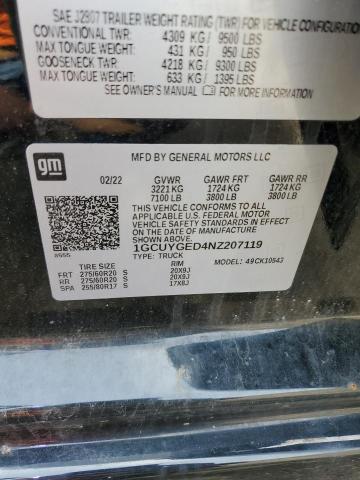 SAE J2807 TRAILER WEIGHT RATING (TWR) FOR VEHICLE CONFIGURATION
CONVENTIONAL TWR: 4309 KG / 9500 LBS
MAX TONGUE WEIGHT: 431 KG / 950 LBS
GOOSENECK TWR: 4218 KG / 9300 LBS
MAX TONGUE WEIGHT: 633 KG / 1395 LBS
SEE OWNER'S MANUAL FOR MORE INFORMATION
gm
MFD BY GENERAL MOTORS LLC
02/22 GVWR GAWR FRT GAWR RR
3221 KG 1724 KG 1724 KG
7100 LB 3800 LB 3800 LB
THIS VEHICLE CONFORMS TO ALL
APPLICABLE U.S. FEDERAL MOTOR
VEHICLE SAFETY AND THEFT PREVENTION
STANDARDS IN EFFECT ON THE DATE OF
MANUFACTURE SHOWN ABOVE.
1GCUYGED4NZ207119
TYPE: TRUCK
TIRE SIZE RIM MODEL: 49CK10543
FRT 275/60R20 S 20X9J
RR 275/60R20 S 20X9J
SPA 255/80R17 S 17X8J